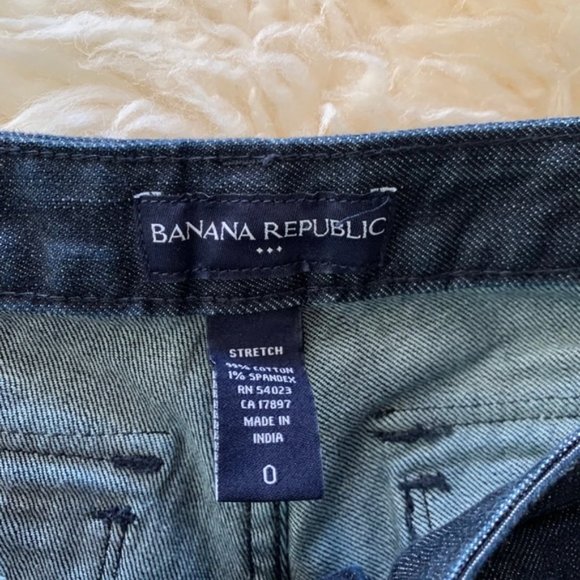 BANANA REPUBLIC
STRETCH
99% COTTON
1% SPANDEX
RN 54023
CA 17897
MADE IN
INDIA
0